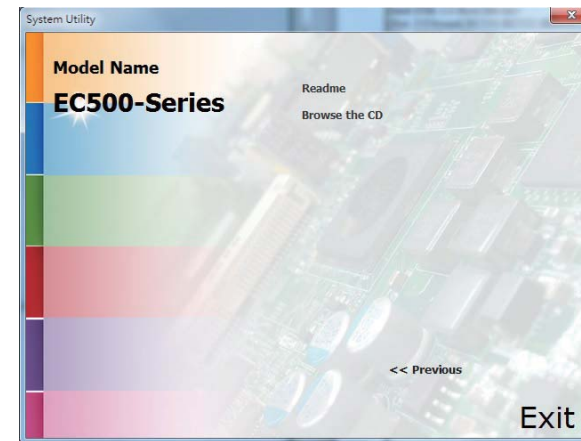 System Utility
Model Name
EC500-Series
Readme
Browse the CD
<< Previous
Exit